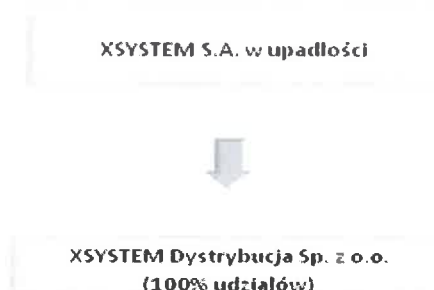 XSYSTEM S.A. w upadłości
XSYSTEM Dystrybucja Sp. z o.o.
(100% udziałów)